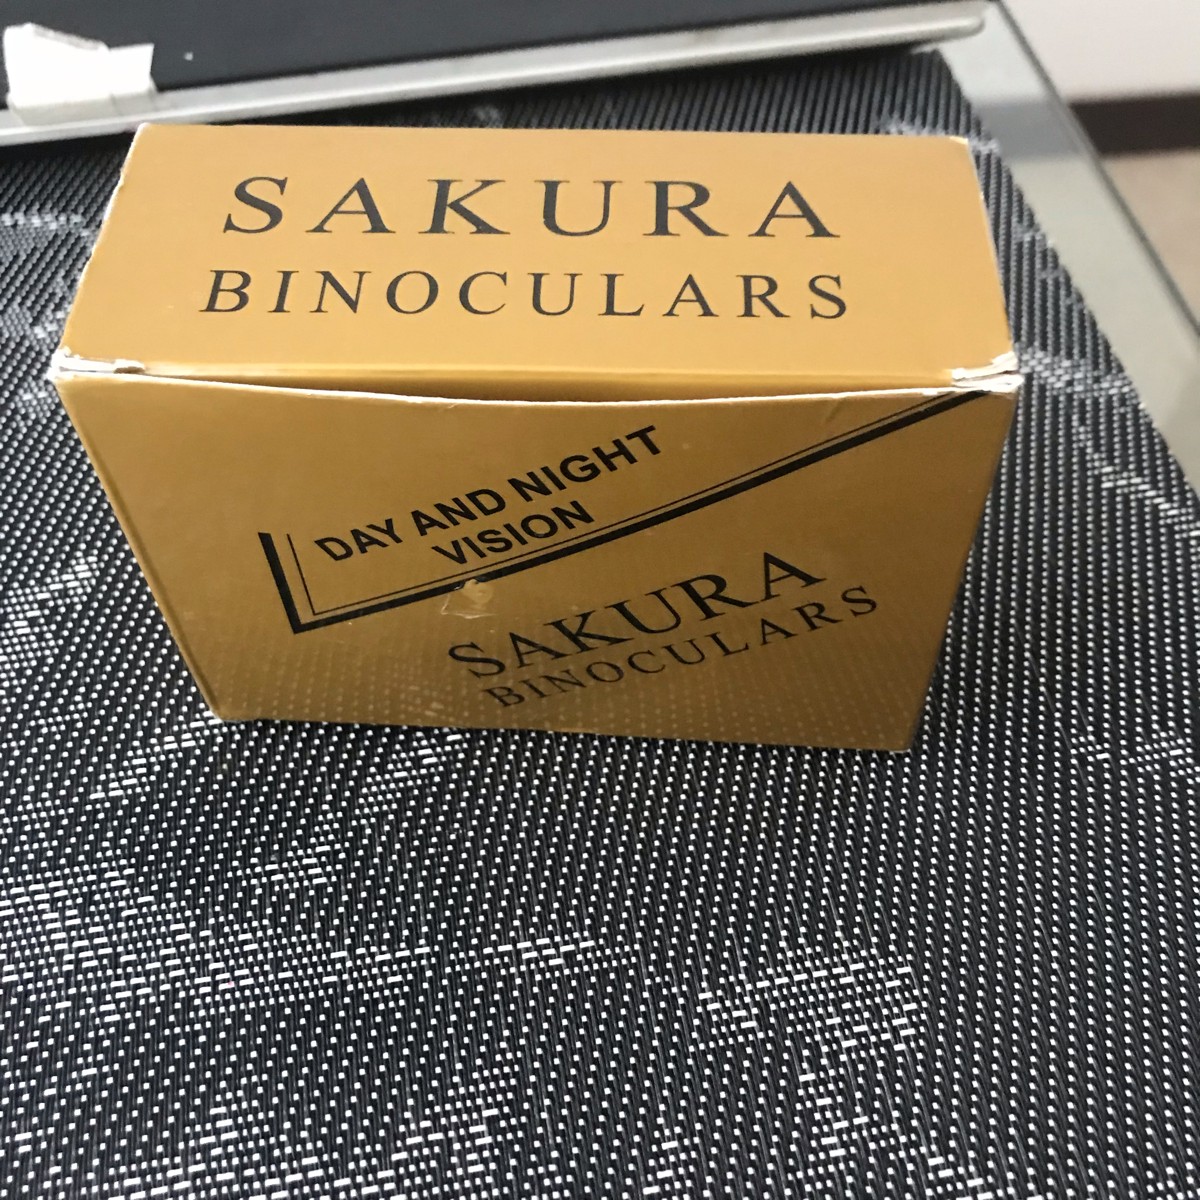 SAKURA
BINOCULARS
DAY AND NIGHT
VISION
SAKURA
BINOCULARS